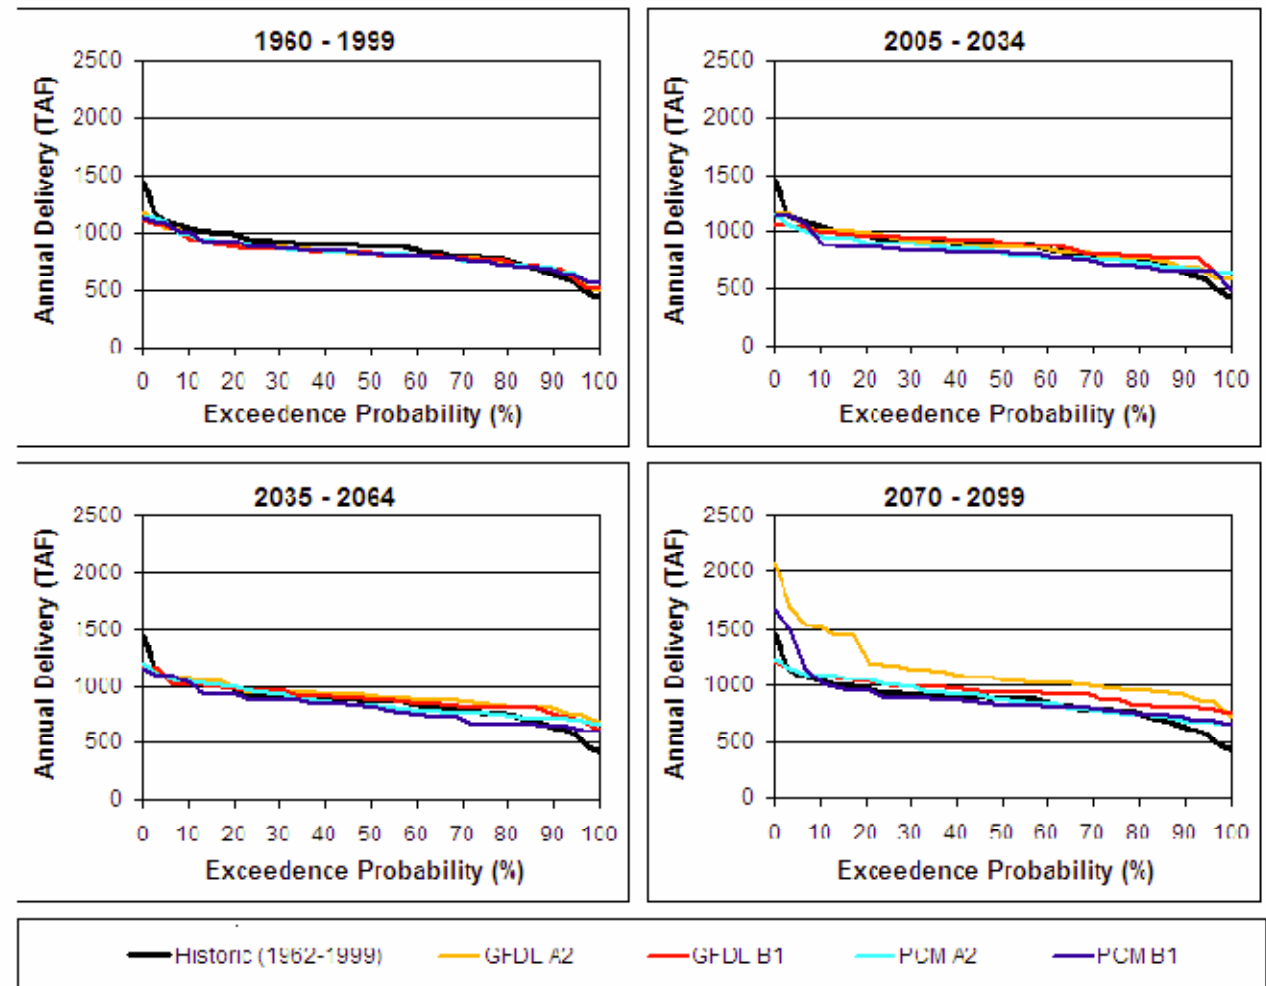 1960 - 1999
Annual Delivery (TAF)
2500
2000
1500
1000
500
0
0 10 20 30 40 50 60 70 80 90 100
Exceedence Probability (%)
2005 - 2034
Annual Delivery (TAF)
2500
2000
1500
1000
500
0
0 10 20 30 40 50 60 70 80 90 100
Exceedence Probability (%)
2035 - 2064
Annual Delivery (TAF)
2500
2000
1500
1000
500
0
0 10 20 30 40 50 60 70 80 90 100
Exceedence Probability (%)
2070 - 2099
Annual Delivery (TAF)
2500
2000
1500
1000
500
0
0 10 20 30 40 50 60 70 80 90 100
Exceedence Probability (%)
Historic (1962-1999) GFDL A2 GFDL B1 PCM A2 PCM B1